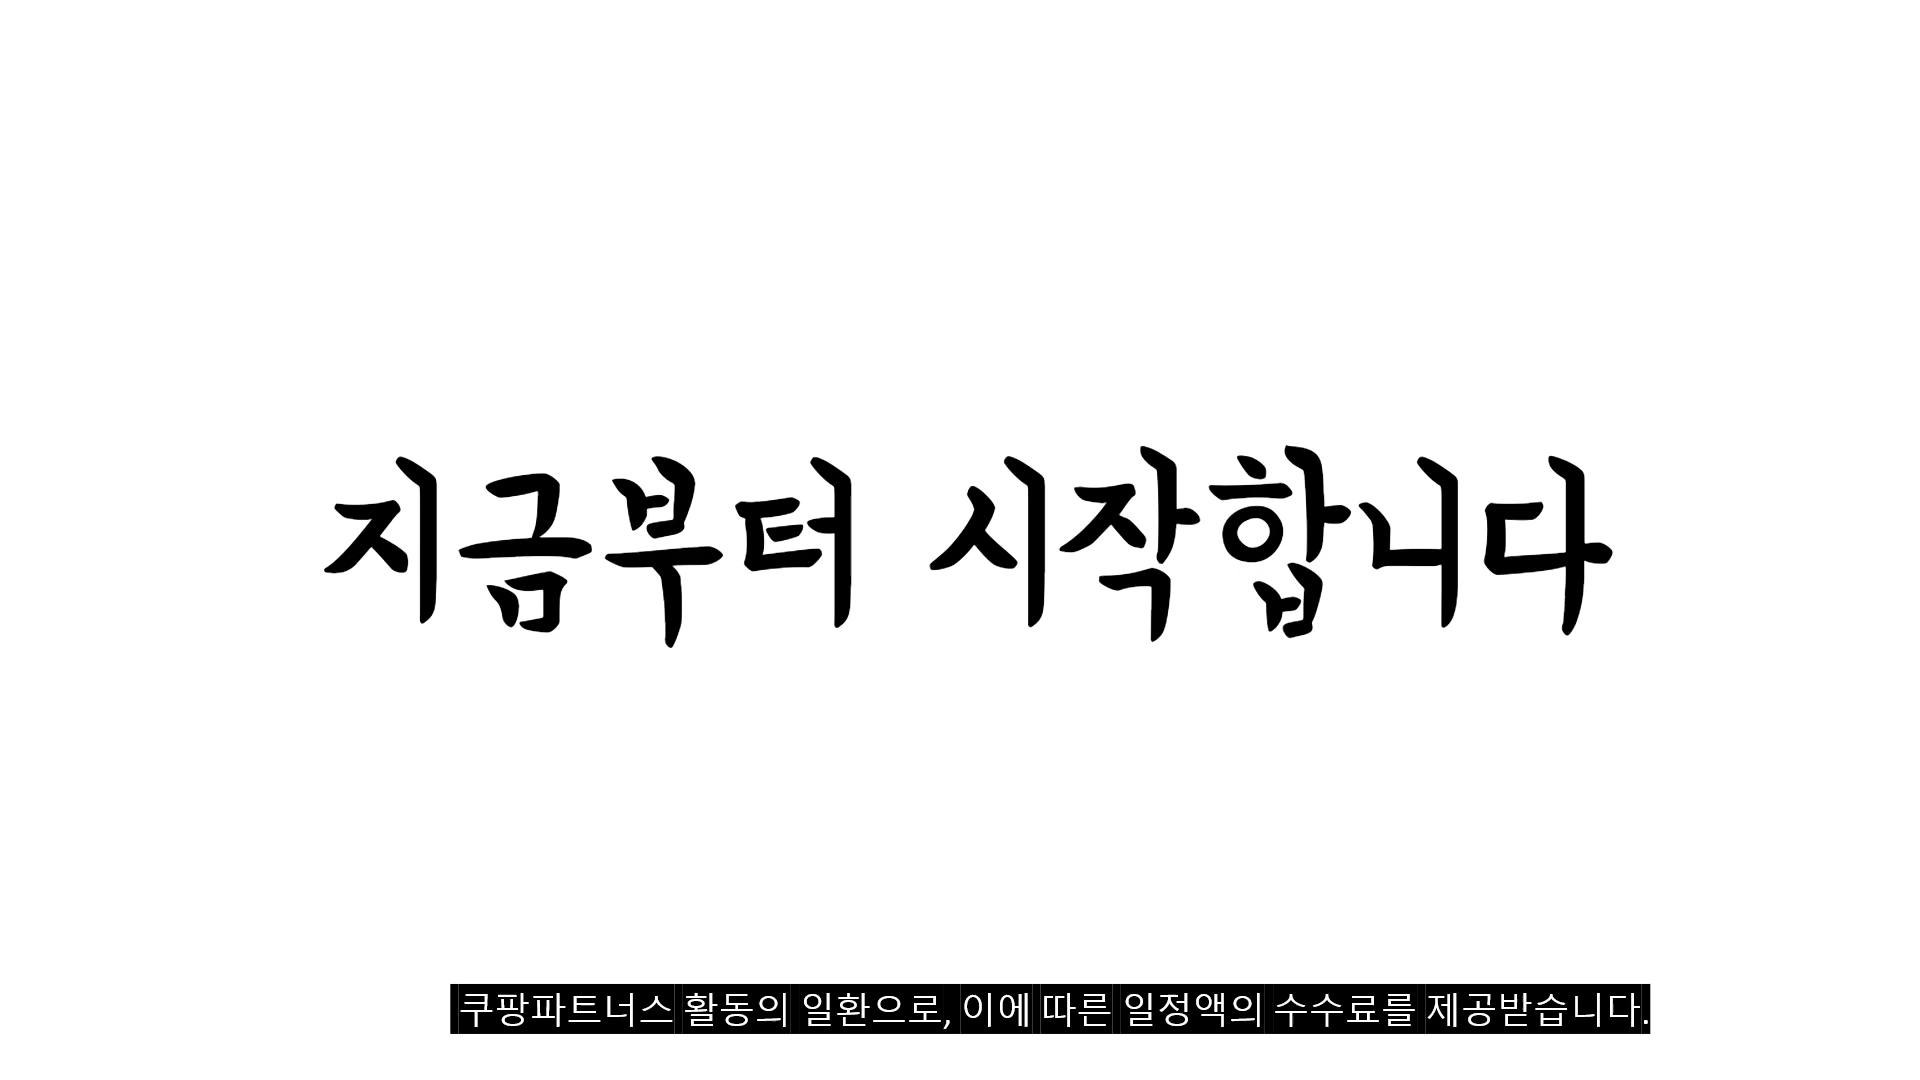 지금부터 시작합니다
쿠팡파트너스 활동의 일환으로, 이에 따른 일정액의 수수료를 제공받습니다.